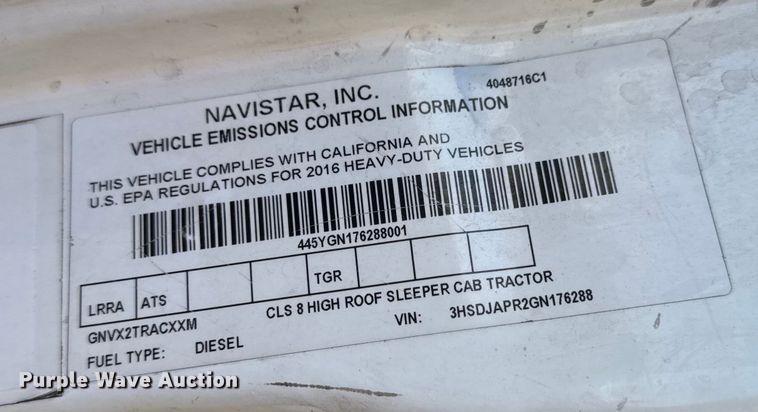 NAVISTAR, INC.
4048716C1
VEHICLE EMISSIONS CONTROL INFORMATION
THIS VEHICLE COMPLIES WITH CALIFORNIA AND
U.S. EPA REGULATIONS FOR 2016 HEAVY-DUTY VEHICLES
445YGN176288001
LRRA ATS TGR
GNVX2TRACXXM CLS 8 HIGH ROOF SLEEPER CAB TRACTOR
FUEL TYPE: DIESEL VIN: 3HSDJAPR2GN176288
Purple Wave Auction